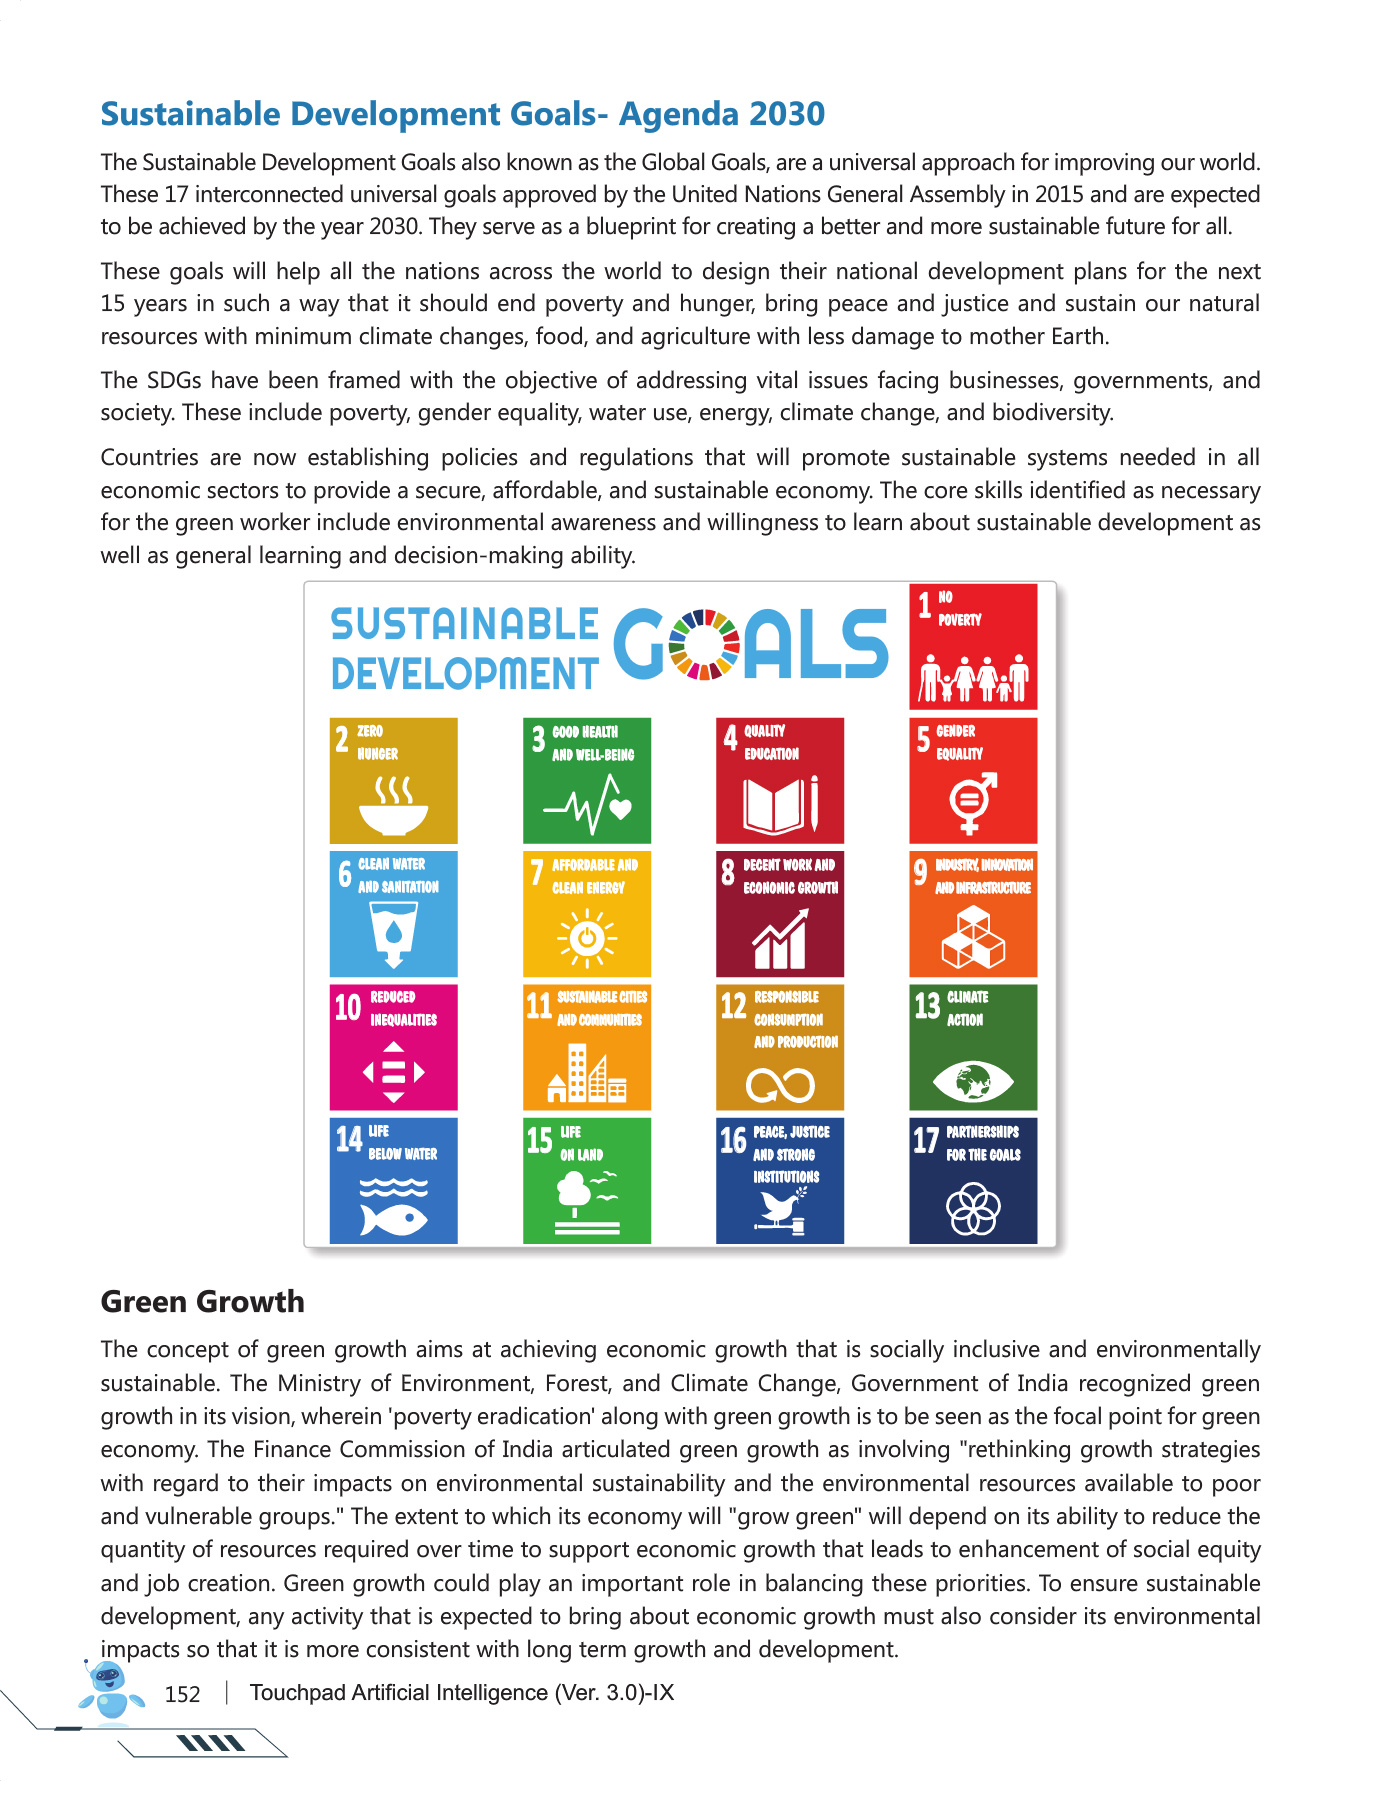 Sustainable Development Goals- Agenda 2030
The Sustainable Development Goals also known as the Global Goals, are a universal approach for improving our world.
These 17 interconnected universal goals approved by the United Nations General Assembly in 2015 and are expected
to be achieved by the year 2030. They serve as a blueprint for creating a better and more sustainable future for all.
These goals will help all the nations across the world to design their national development plans for the next
15 years in such a way that it should end poverty and hunger, bring peace and justice and sustain our natural
resources with minimum climate changes, food, and agriculture with less damage to mother Earth.
The SDGs have been framed with the objective of addressing vital issues facing businesses, governments, and
society. These include poverty, gender equality, water use, energy, climate change, and biodiversity.
Countries are now establishing policies and regulations that will promote sustainable systems needed in all
economic sectors to provide a secure, affordable, and sustainable economy. The core skills identified as necessary
for the green worker include environmental awareness and willingness to learn about sustainable development as
well as general learning and decision-making ability.
SUSTAINABLE
DEVELOPMENT
GOALS
1 NO
POVERTY
2 ZERO
HUNGER
3 GOOD HEALTH
AND WELL-BEING
4 QUALITY
EDUCATION
5 GENDER
EQUALITY
6 CLEAN WATER
AND SANITATION
7 AFFORDABLE AND
CLEAN ENERGY
8 DECENT WORK AND
ECONOMIC GROWTH
9 INDUSTRY, INNOVATION
AND INFRASTRUCTURE
10 REDUCED
INEQUALITIES
11 SUSTAINABLE CITIES
AND COMMUNITIES
12 RESPONSIBLE
CONSUMPTION
AND PRODUCTION
13 CLIMATE
ACTION
14 LIFE
BELOW WATER
15 LIFE
ON LAND
16 PEACE, JUSTICE
AND STRONG
INSTITUTIONS
17 PARTNERSHIPS
FOR THE GOALS
Green Growth
The concept of green growth aims at achieving economic growth that is socially inclusive and environmentally
sustainable. The Ministry of Environment, Forest, and Climate Change, Government of India recognized green
growth in its vision, wherein 'poverty eradication' along with green growth is to be seen as the focal point for green
economy. The Finance Commission of India articulated green growth as involving "rethinking growth strategies
with regard to their impacts on environmental sustainability and the environmental resources available to poor
and vulnerable groups." The extent to which its economy will "grow green" will depend on its ability to reduce the
quantity of resources required over time to support economic growth that leads to enhancement of social equity
and job creation. Green growth could play an important role in balancing these priorities. To ensure sustainable
development, any activity that is expected to bring about economic growth must also consider its environmental
impacts so that it is more consistent with long term growth and development.
152 | Touchpad Artificial Intelligence (Ver. 3.0)-IX